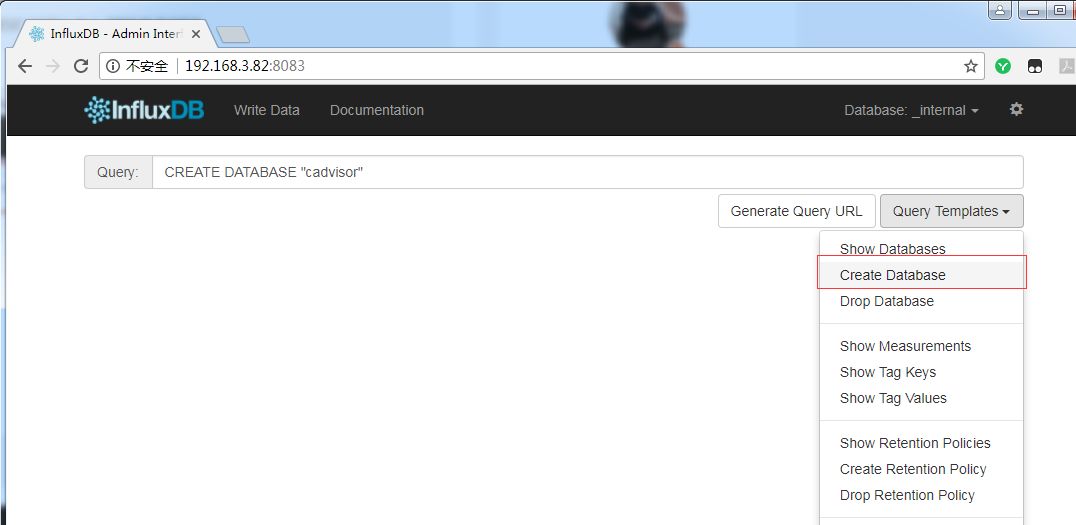 InfluxDB - Admin Inter
不安全 192.168.3.82:8083
InfluxDB Write Data Documentation Database: _internal
Query: CREATE DATABASE "cadvisor"
Generate Query URL Query Templates
Show Databases
Create Database
Drop Database
Show Measurements
Show Tag Keys
Show Tag Values
Show Retention Policies
Create Retention Policy
Drop Retention Policy